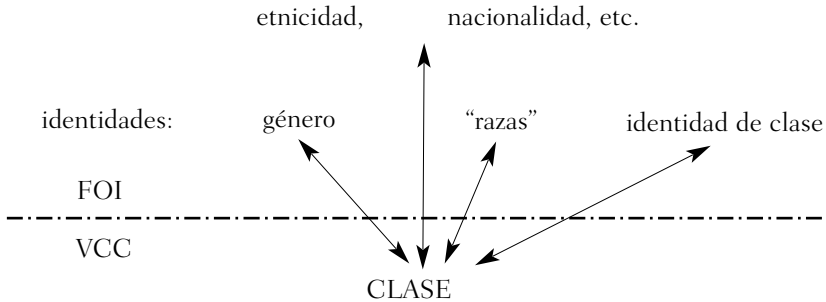 etnicidad, nacionalidad, etc.
identidades: género “razas” identidad de clase
FOI
VCC
CLASE